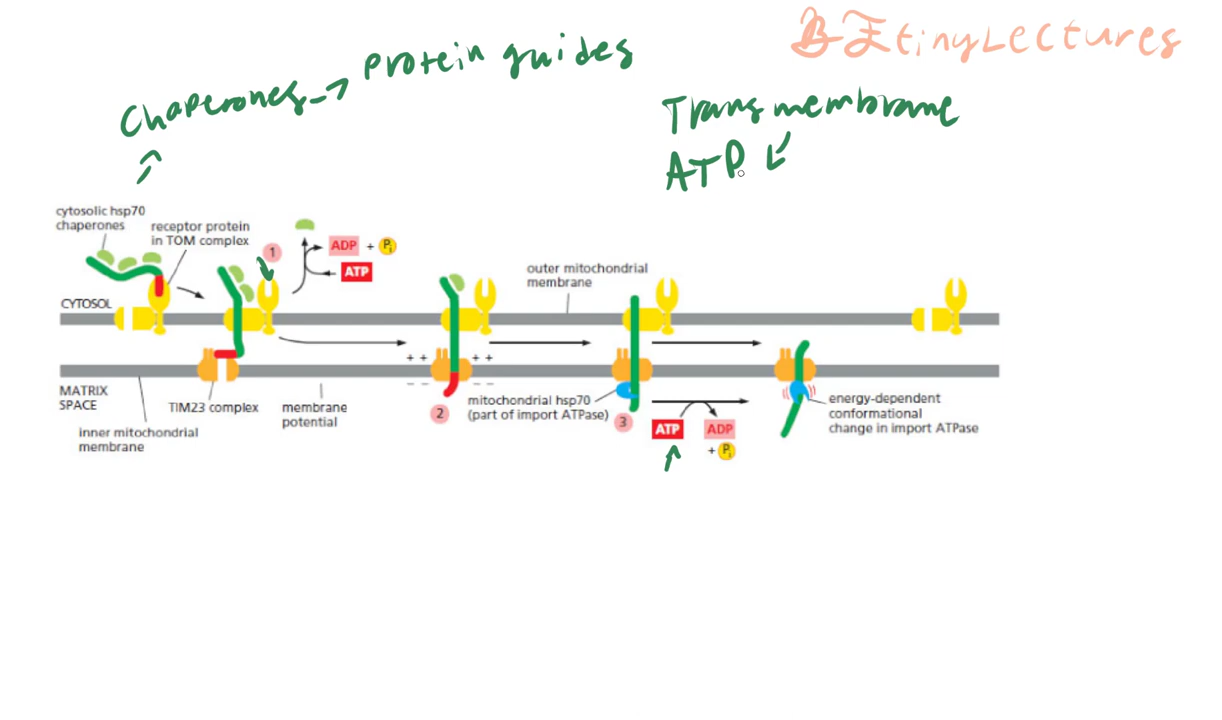 tinyLectures
Chaperones → Protein guides
Transmembrane
ATP
cytosolic hsp70
chaperones
receptor protein
in TOM complex
1
ADP + Pi
ATP
outer mitochondrial
membrane
CYTOSOL
+ + + +
– – – –
MATRIX
SPACE
TIM23 complex
membrane
potential
inner mitochondrial
membrane
2
mitochondrial hsp70
(part of import ATPase)
3
ATP ADP
+ Pi
energy-dependent
conformational
change in import ATPase